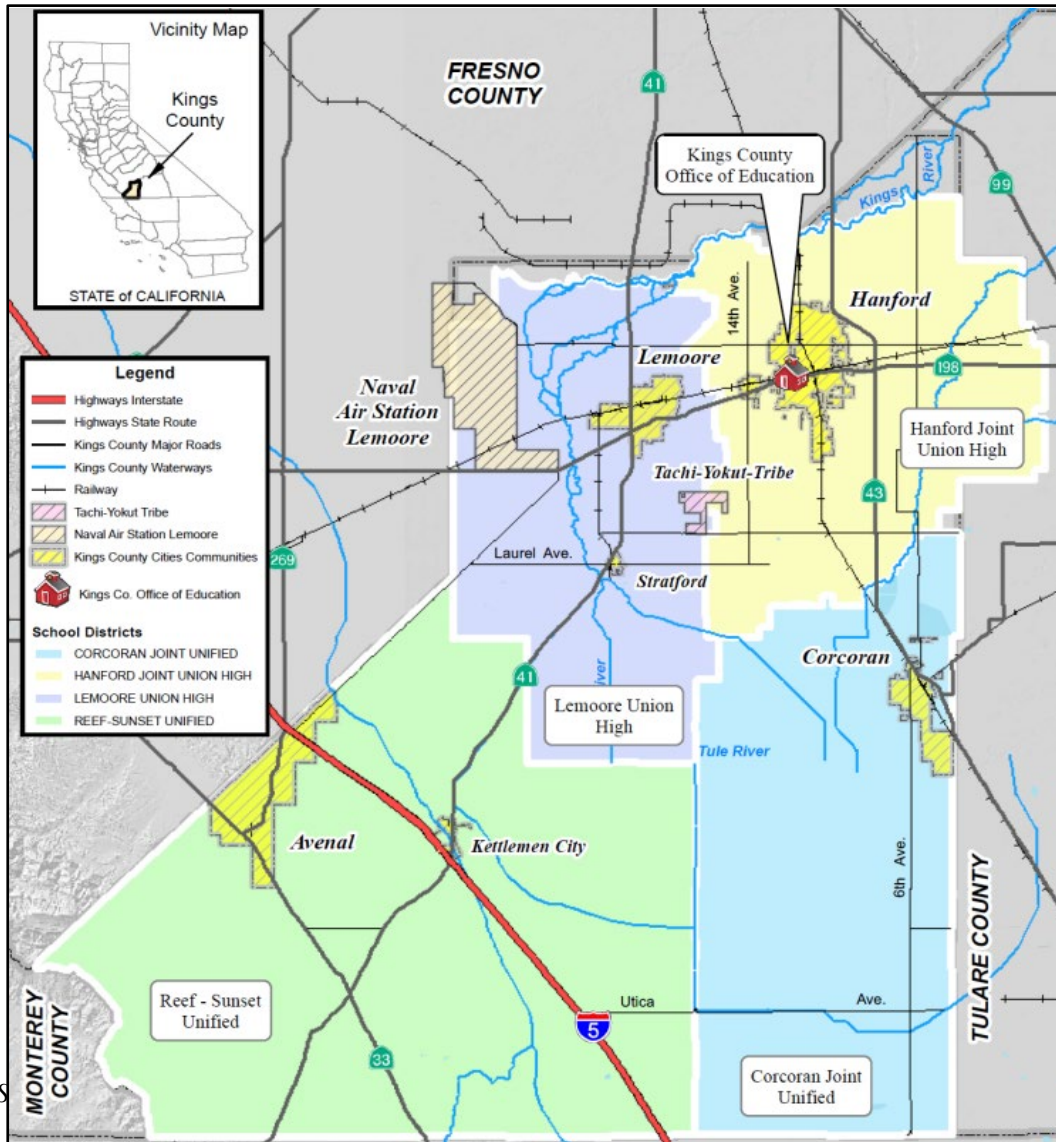 Vicinity Map
Kings
County
STATE of CALIFORNIA
FRESNO
COUNTY
41
Kings County
Office of Education
Kings
River
99
14th Ave.
Hanford
Lemoore
198
Naval
Air Station
Lemoore
Hanford Joint
Union High
Tachi-Yokut-Tribe
43
Laurel Ave.
Stratford
269
Legend
Highways Interstate
Highways State Route
Kings County Major Roads
Kings County Waterways
Railway
Tachi-Yokut Tribe
Naval Air Station Lemoore
Kings County Cities Communities
Kings Co. Office of Education
School Districts
CORCORAN JOINT UNIFIED
HANFORD JOINT UNION HIGH
LEMOORE UNION HIGH
REEF-SUNSET UNIFIED
Corcoran
41
iver
Lemoore Union
High
Tule River
Avenal
Kettlemen City
6th Ave.
TULARE COUNTY
Reef - Sunset
Unified
Utica
Ave.
5
MONTEREY
COUNTY
33
Corcoran Joint
Unified
s